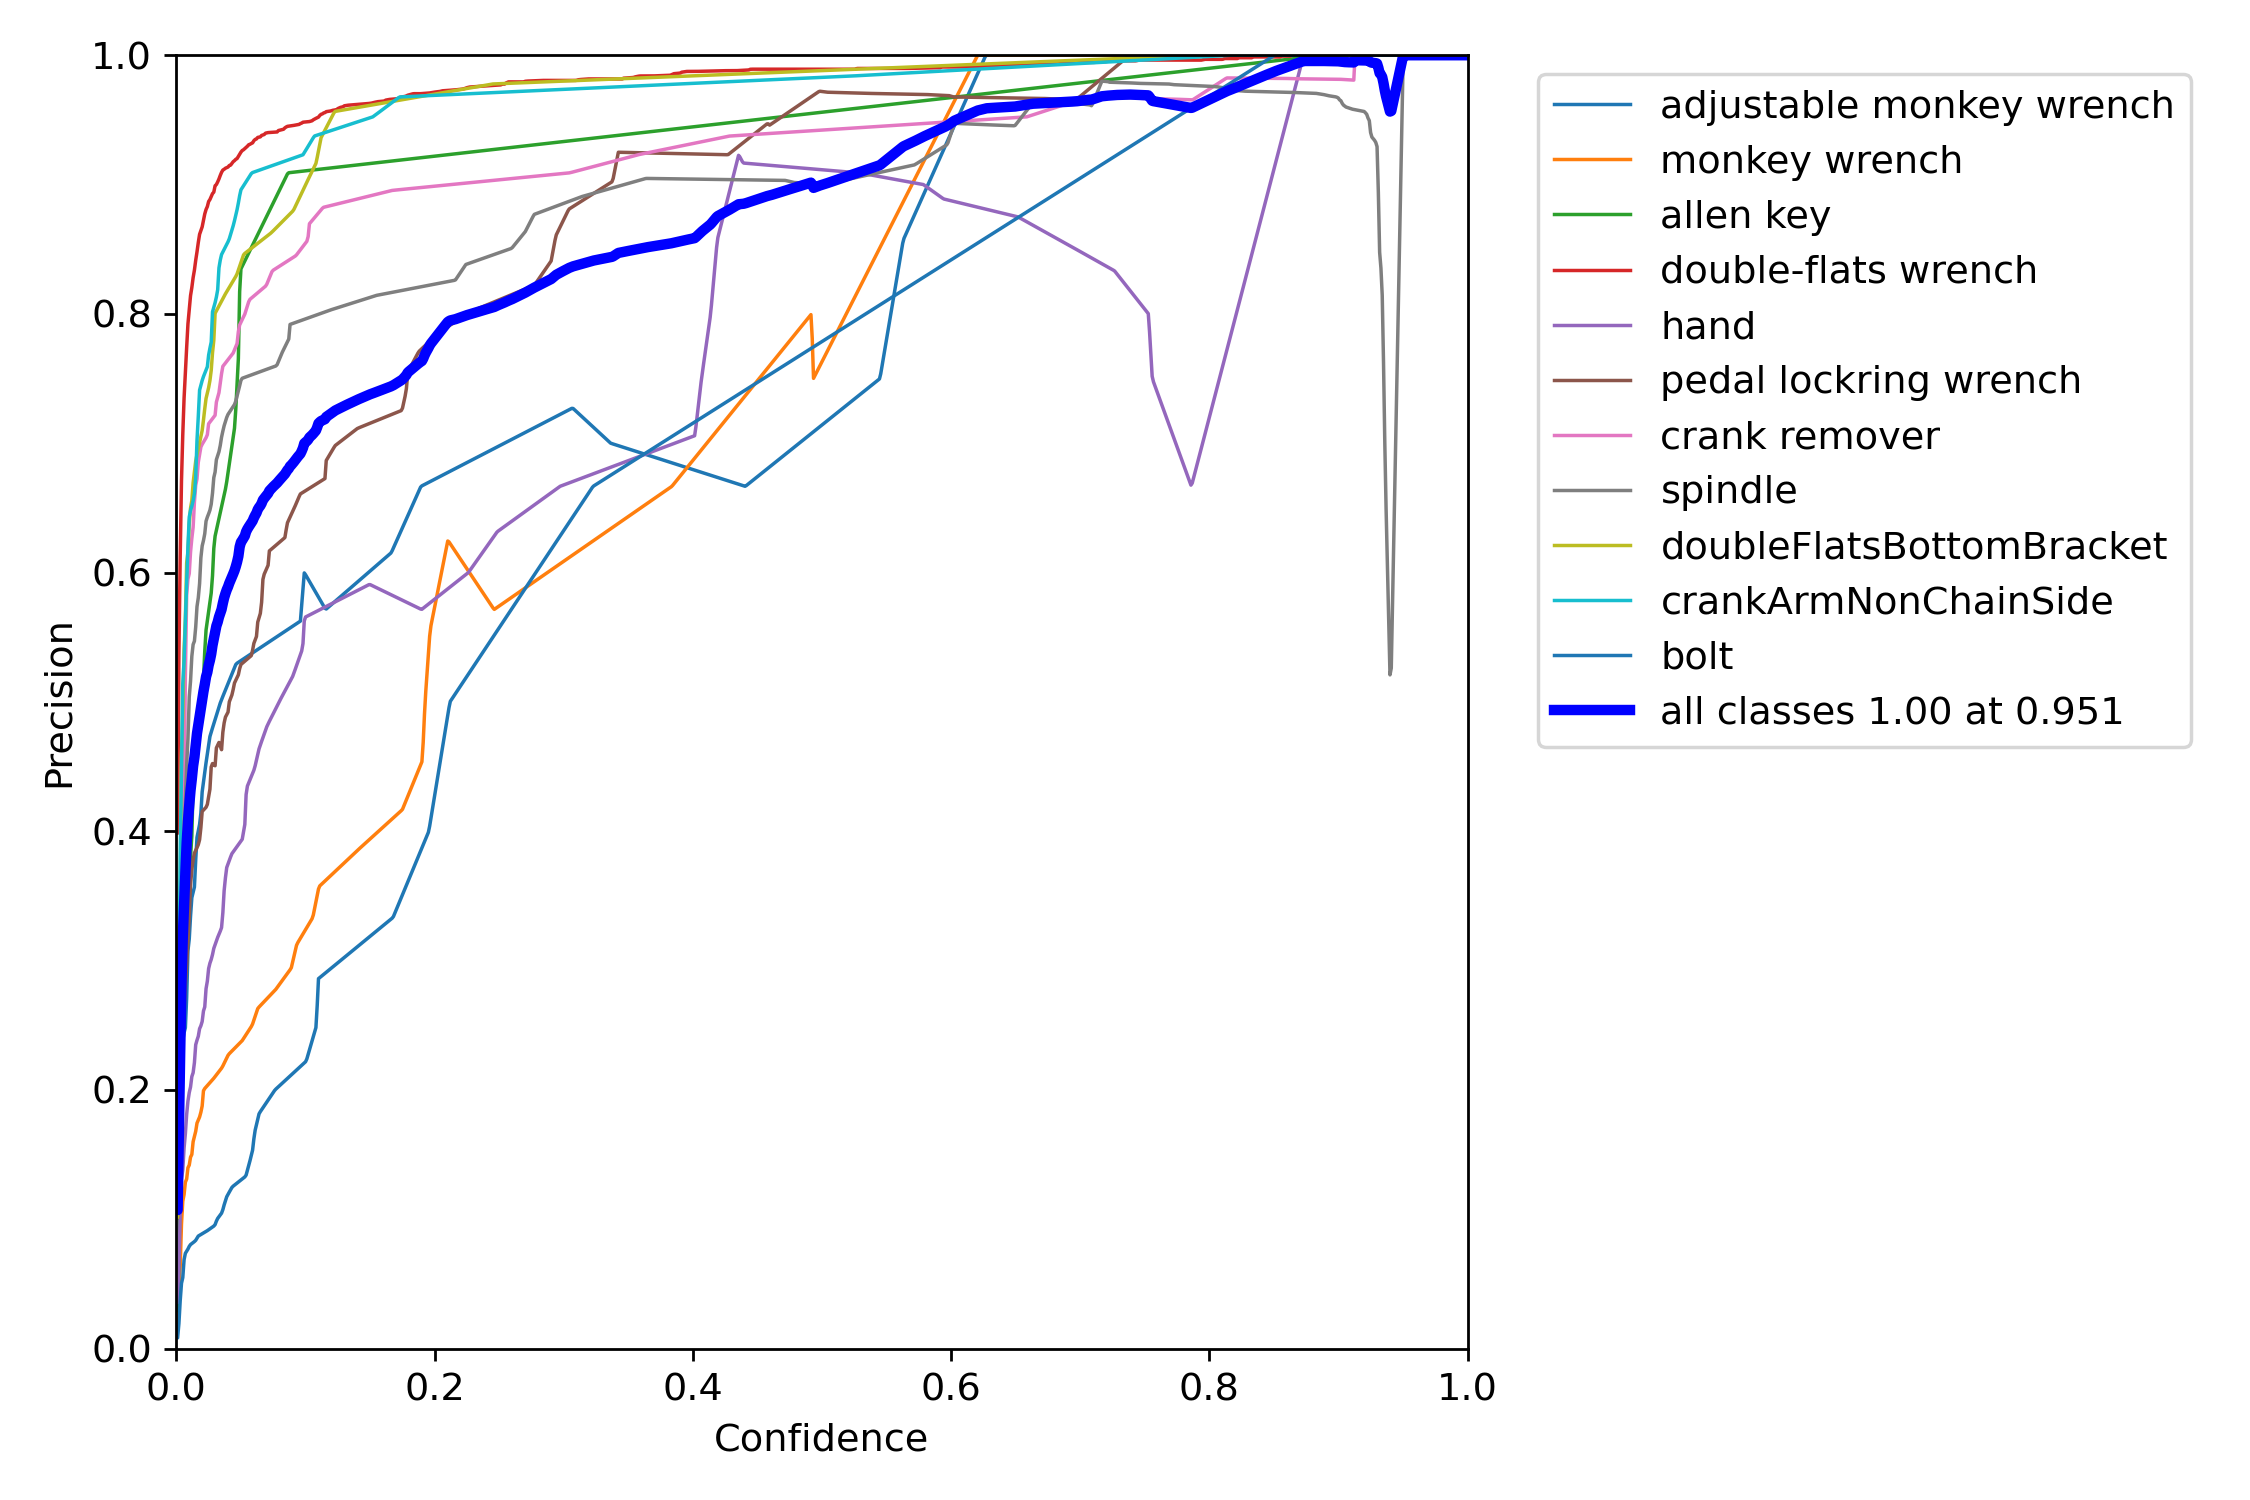 1.0
0.8
0.6
0.4
0.2
0.0
Precision
0.0 0.2 0.4 0.6 0.8 1.0
Confidence
adjustable monkey wrench
monkey wrench
allen key
double-flats wrench
hand
pedal lockring wrench
crank remover
spindle
doubleFlatsBottomBracket
crankArmNonChainSide
bolt
all classes 1.00 at 0.951